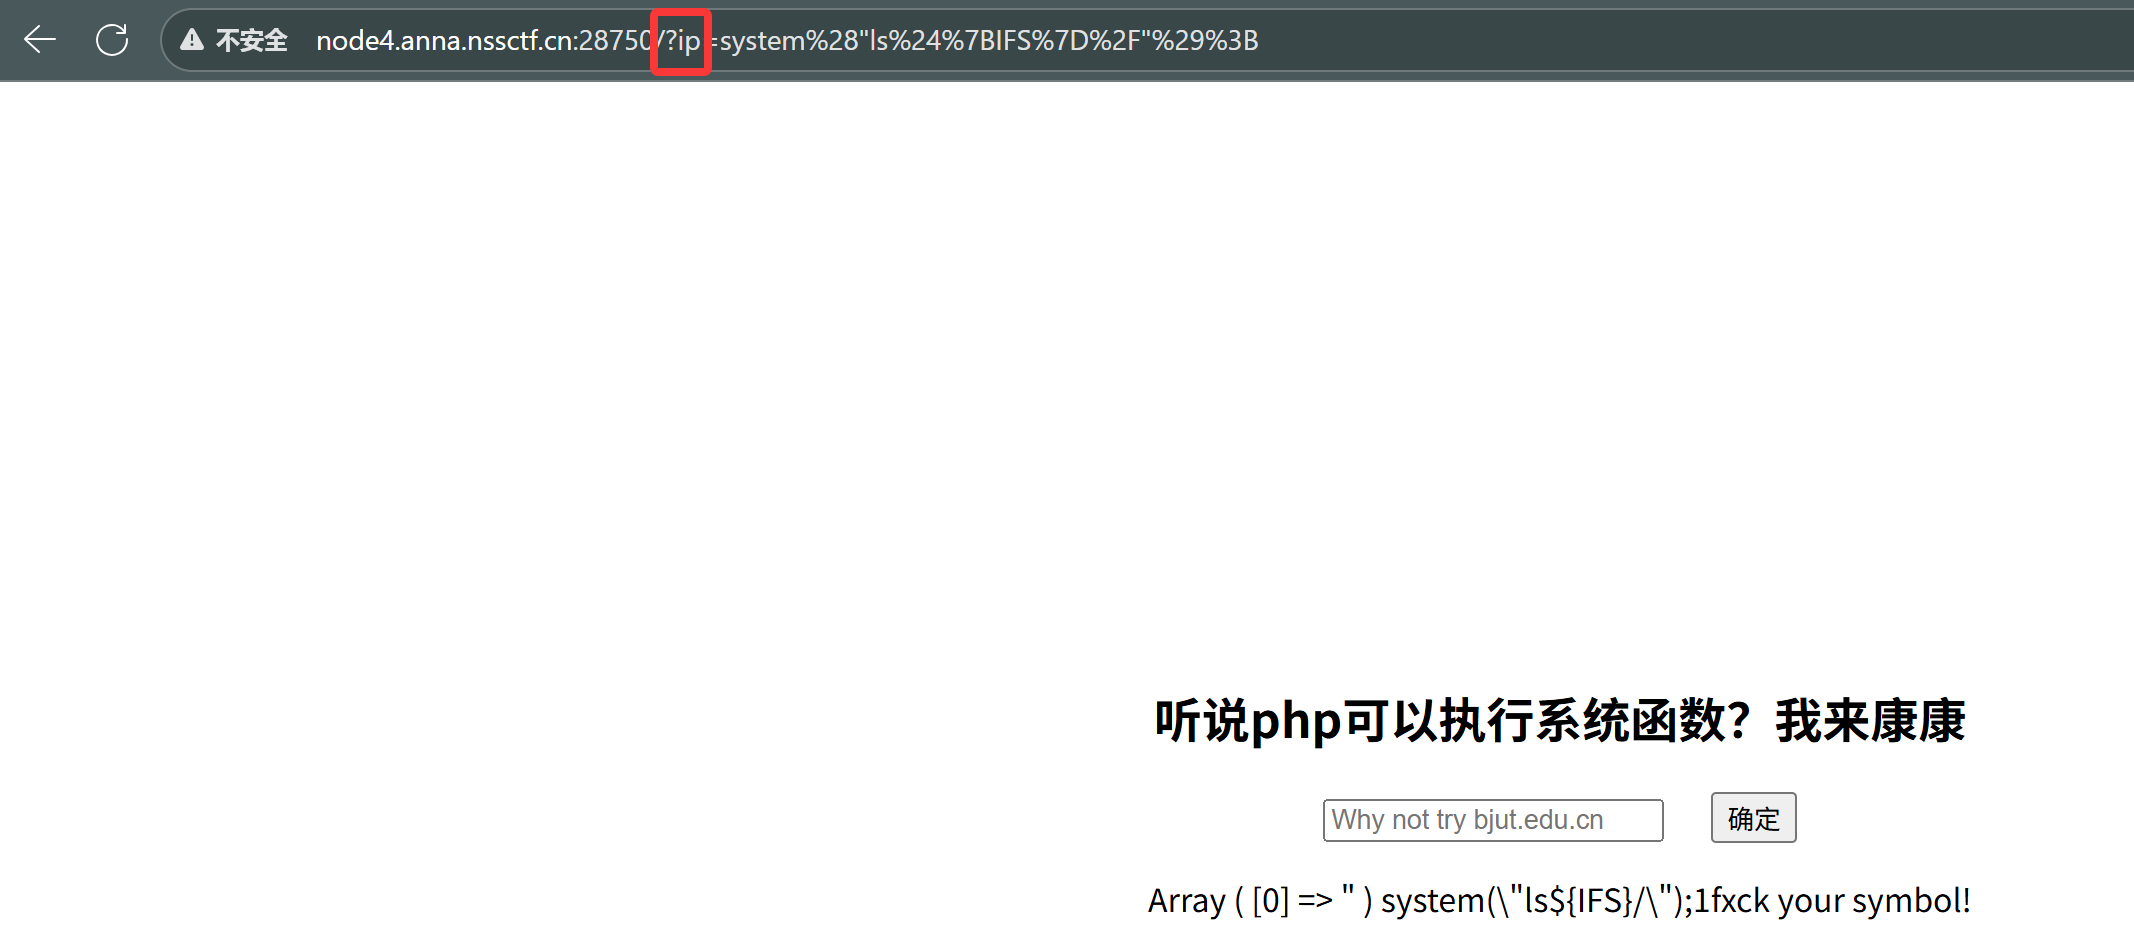 不安全 node4.anna.nssctf.cn:28750/?ip=system%28"ls%24%7BIFS%7D%2F"%29%3B
听说php可以执行系统函数？我来康康
Why not try bjut.edu.cn 确定
Array ( [0] => " ) system(\"ls${IFS}/\");1fxck your symbol!